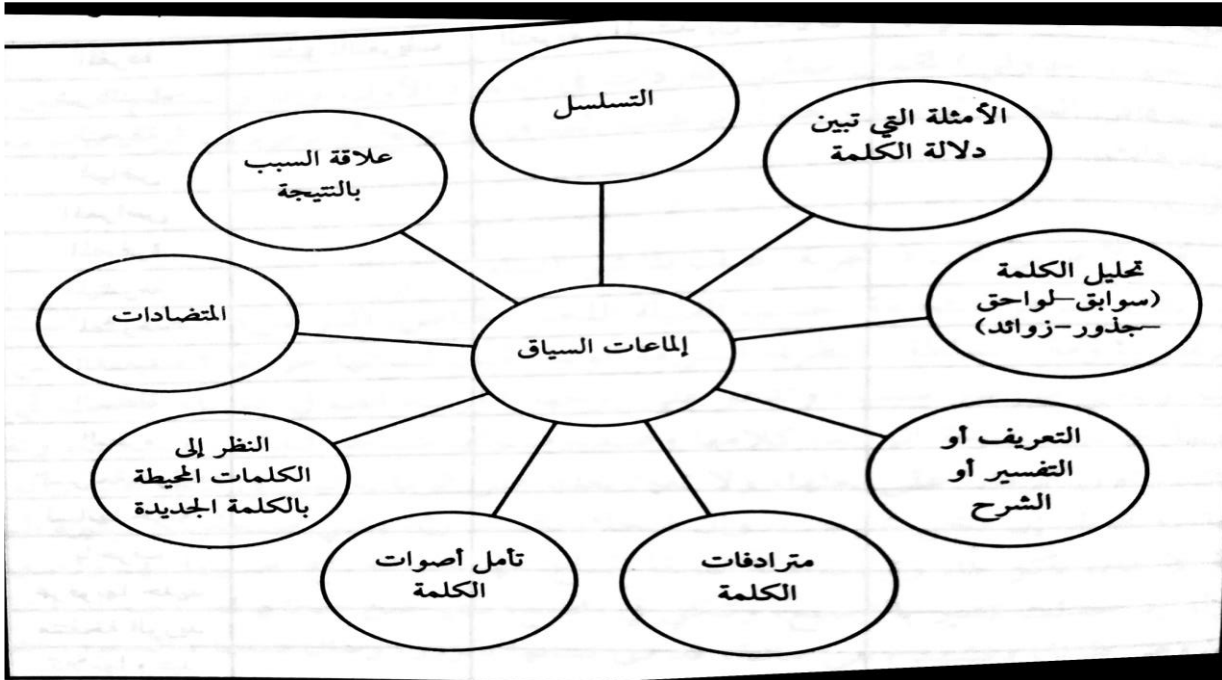 التسلسل
الأمثلة التي تبين
دلالة الكلمة
علاقة السبب
بالنتيجة
تحليل الكلمة
(سوابق-لواحق
-جذور-زوائد)
المتضادات
إلماعات السياق
التعريف أو
التفسير أو
الشرح
النظر إلى
الكلمات المحيطة
بالكلمة الجديدة
مترادفات
الكلمة
تأمل أصوات
الكلمة